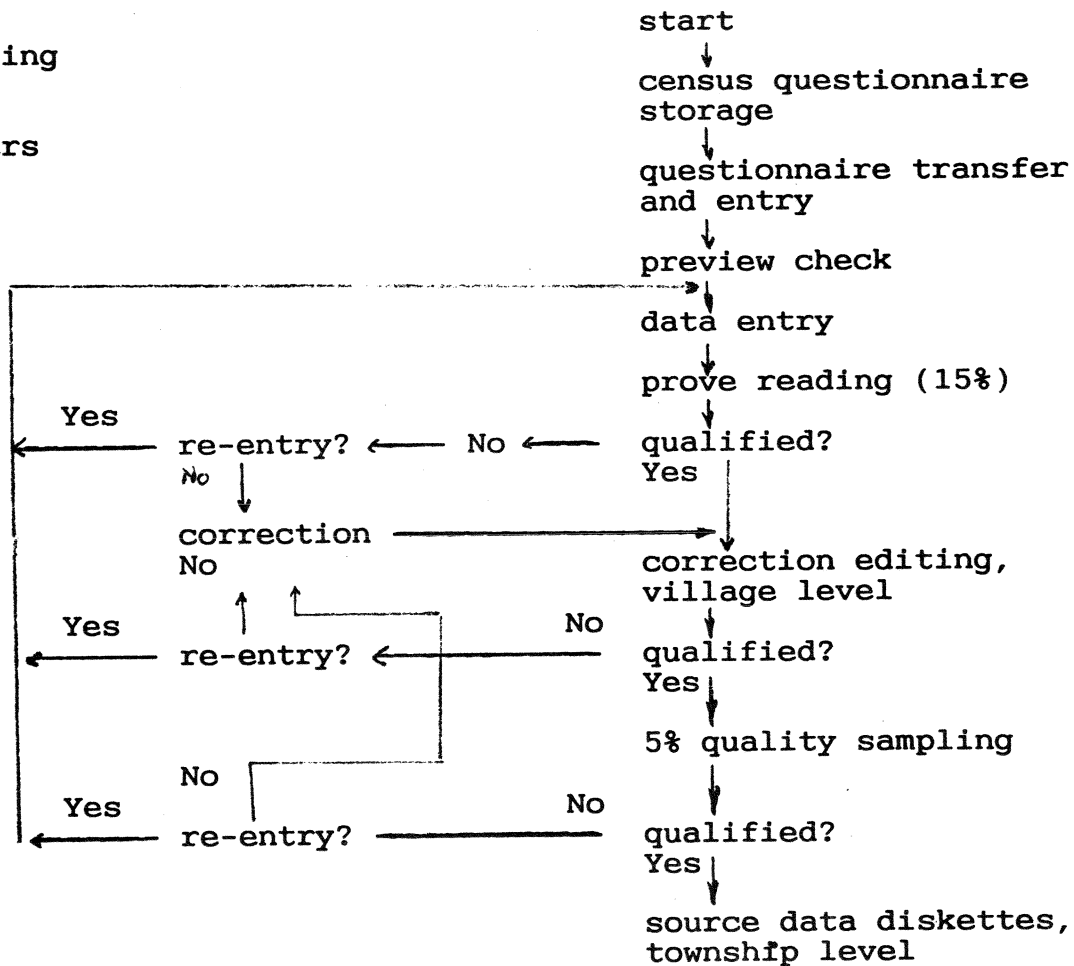 start
ing
census questionnaire
storage
rs
questionnaire transfer
and entry
preview check
data entry
prove reading (15%)
Yes
re-entry?
No
qualified?
No
Yes
correction
No
correction editing,
village level
Yes
No
re-entry?
qualified?
Yes
5% quality sampling
No
Yes
No
re-entry?
qualified?
Yes
source data diskettes,
township level